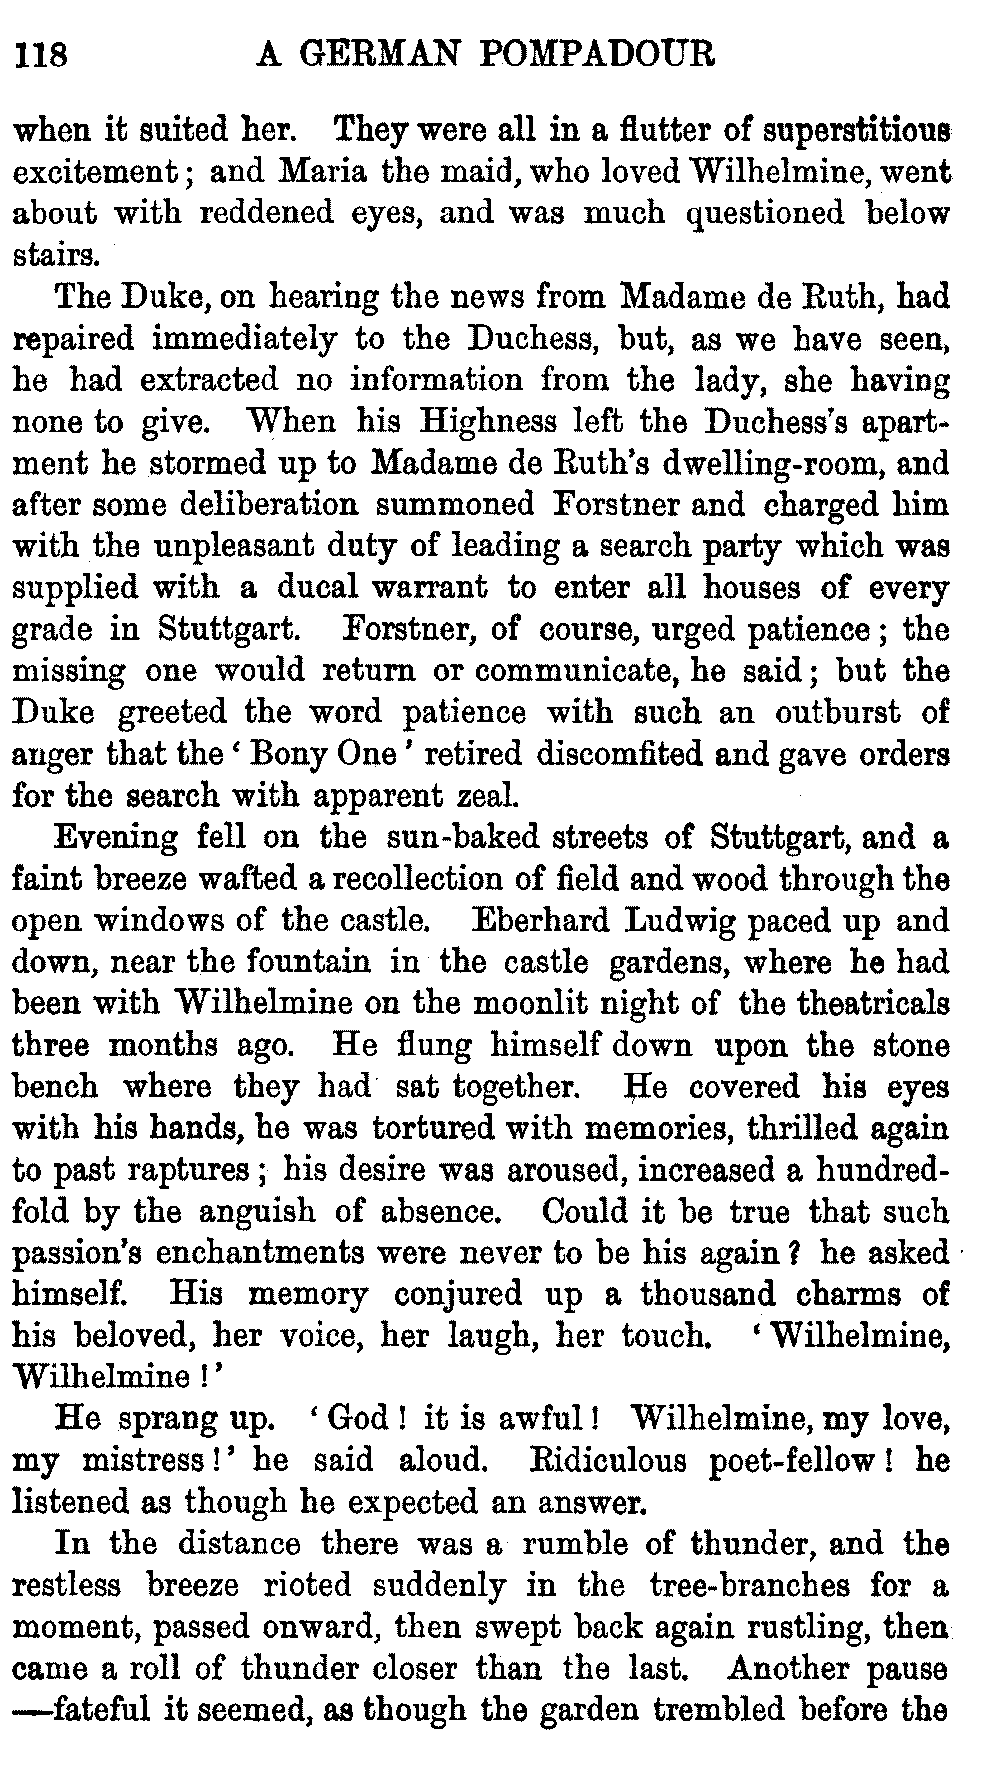 118 A GERMAN POMPADOUR
when it suited her. They were all in a flutter of superstitious
excitement; and Maria the maid, who loved Wilhelmine, went
about with reddened eyes, and was much questioned below
stairs.
The Duke, on hearing the news from Madame de Ruth, had
repaired immediately to the Duchess, but, as we have seen,
he had extracted no information from the lady, she having
none to give. When his Highness left the Duchess's apart-
ment he stormed up to Madame de Ruth's dwelling-room, and
after some deliberation summoned Forstner and charged him
with the unpleasant duty of leading a search party which was
supplied with a ducal warrant to enter all houses of every
grade in Stuttgart. Forstner, of course, urged patience; the
missing one would return or communicate, he said; but the
Duke greeted the word patience with such an outburst of
anger that the 'Bony One' retired discomfited and gave orders
for the search with apparent zeal.
Evening fell on the sun-baked streets of Stuttgart, and a
faint breeze wafted a recollection of field and wood through the
open windows of the castle. Eberhard Ludwig paced up and
down, near the fountain in the castle gardens, where he had
been with Wilhelmine on the moonlit night of the theatricals
three months ago. He flung himself down upon the stone
bench where they had sat together. He covered his eyes
with his hands, he was tortured with memories, thrilled again
to past raptures; his desire was aroused, increased a hundred-
fold by the anguish of absence. Could it be true that such
passion's enchantments were never to be his again? he asked
himself. His memory conjured up a thousand charms of
his beloved, her voice, her laugh, her touch. 'Wilhelmine,
Wilhelmine!'
He sprang up. 'God! it is awful! Wilhelmine, my love,
my mistress!' he said aloud. Ridiculous poet-fellow! he
listened as though he expected an answer.
In the distance there was a rumble of thunder, and the
restless breeze rioted suddenly in the tree-branches for a
moment, passed onward, then swept back again rustling, then
came a roll of thunder closer than the last. Another pause
—fateful it seemed, as though the garden trembled before the